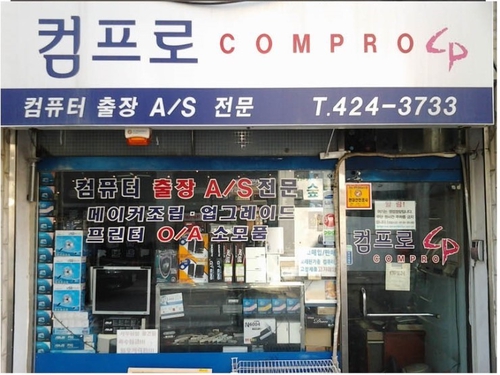 컴프로 COMPRO CP
컴퓨터 출장 A/S 전문 T.424-3733
컴퓨터 출장 A/S 전문
메이커조립·업그레이드
프린터 O/A 소모품
숲
컴프로 CP
COMPRO